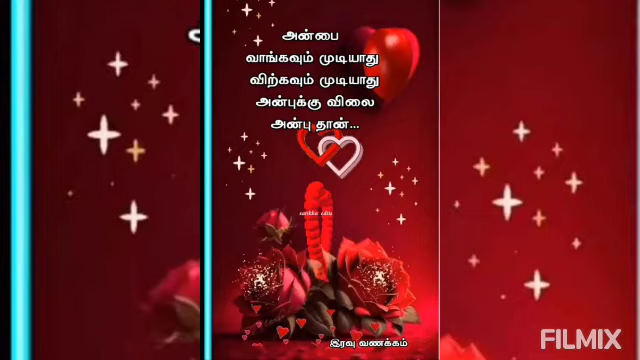 அன்பை
வாங்கவும் முடியாது
விற்கவும் முடியாது
அன்புக்கு விலை
அன்பு தான்...
இரவு வணக்கம்
FILMIX